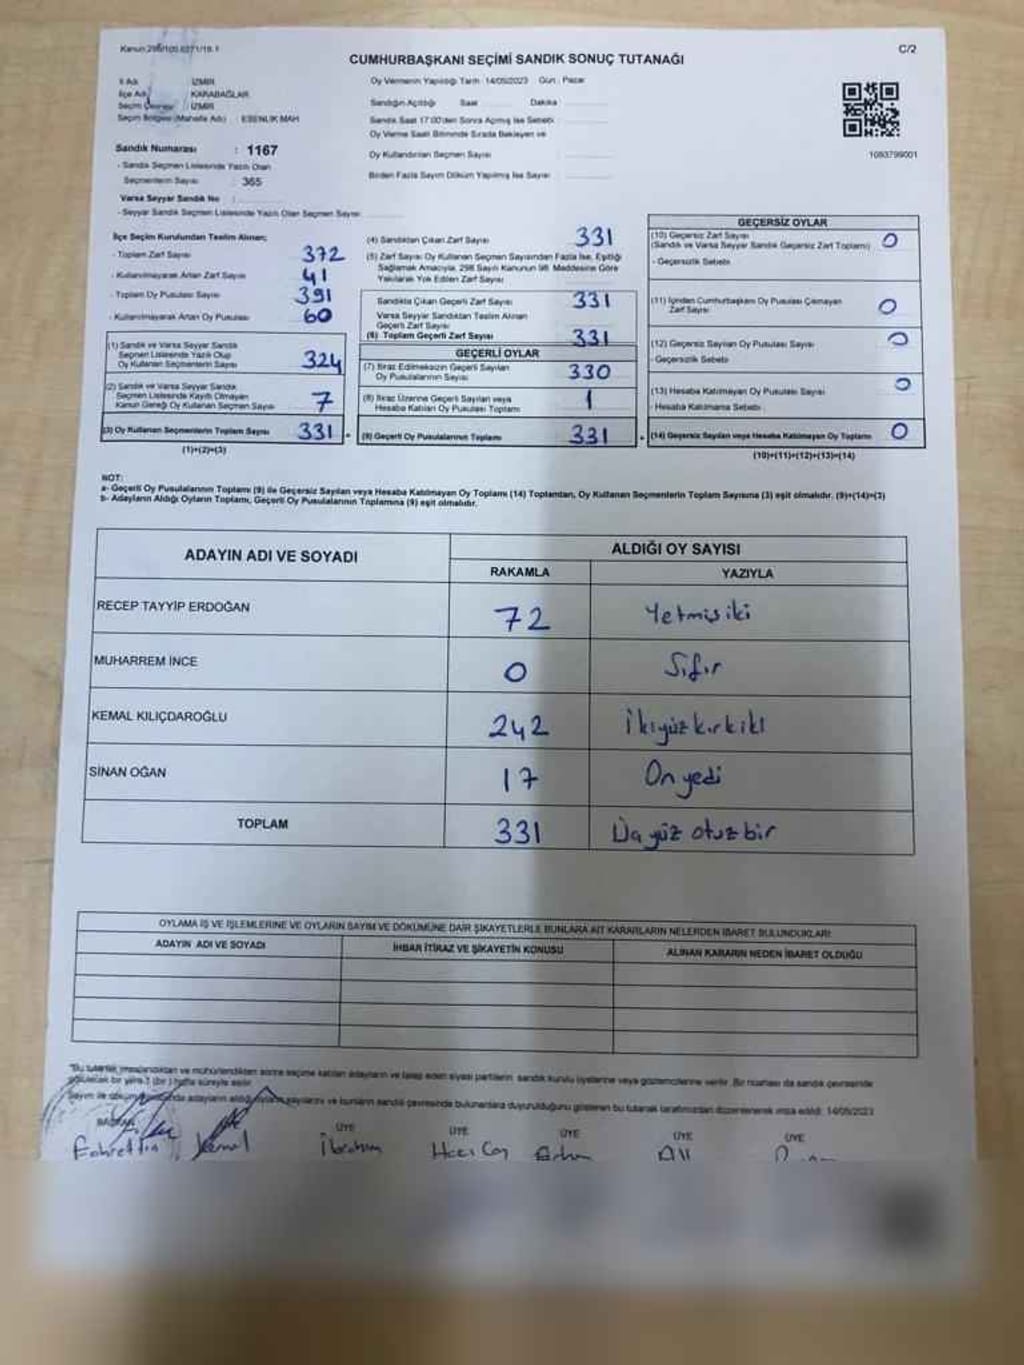 Kanun:298/100.6271/19.1
C/2
CUMHURBAŞKANI SEÇİMİ SANDIK SONUÇ TUTANAĞI
İl Adı : İZMİR
İlçe Adı : KARABAĞLAR
Seçim Çevresi : İZMİR
Seçim Bölgesi (Mahalle Adı) : ESENLİK MAH
Sandık Numarası : 1167
- Sandık Seçmen Listesinde Yazılı Olan
Seçmenlerin Sayısı : 365
Varsa Seyyar Sandık No :
- Seyyar Sandık Seçmen Listesinde Yazılı Olan Seçmen Sayısı
Oy Vermenin Yapıldığı Tarih : 14/05/2023 Gün : Pazar
Sandığın Açıldığı Saat Dakika
Sandık Saat 17:00'den Sonra Açılmış İse Sebebi
Oy Verme Saati Bitiminde Sırada Bekleyen ve
Oy Kullandırılan Seçmen Sayısı
Birden Fazla Sayım Döküm Yapılmış İse Sayısı
1093799001
İlçe Seçim Kurulundan Teslim Alınan;
- Toplam Zarf Sayısı 372
- Kullanılmayarak Artan Zarf Sayısı 41
- Toplam Oy Pusulası Sayısı 391
- Kullanılmayarak Artan Oy Pusulası 60
(1) Sandık ve Varsa Seyyar Sandık
Seçmen Listesinde Yazılı Olup
Oy Kullanan Seçmenlerin Sayısı 324
(2) Sandık ve Varsa Seyyar Sandık
Seçmen Listesinde Kayıtlı Olmayan
Kanun Gereği Oy Kullanan Seçmen Sayısı 7
(3) Oy Kullanan Seçmenlerin Toplam Sayısı 331
(1)+(2)=(3)
(4) Sandıktan Çıkan Zarf Sayısı 331
(5) Zarf Sayısı Oy Kullanan Seçmen Sayısından Fazla İse, Eşitliği
Sağlamak Amacıyla, 298 Sayılı Kanunun 98. Maddesine Göre
Yakılarak Yok Edilen Zarf Sayısı
Sandıkta Çıkan Geçerli Zarf Sayısı 331
Varsa Seyyar Sandıktan Teslim Alınan
Geçerli Zarf Sayısı
(6) Toplam Geçerli Zarf Sayısı 331
GEÇERLİ OYLAR
(7) İtiraz Edilmeksizin Geçerli Sayılan
Oy Pusulalarının Sayısı 330
(8) İtiraz Üzerine Geçerli Sayılan veya
Hesaba Katılan Oy Pusulası Toplamı 1
(9) Geçerli Oy Pusulalarının Toplamı 331
GEÇERSİZ OYLAR
(10) Geçersiz Zarf Sayısı 0
(Sandık ve Varsa Seyyar Sandık Geçersiz Zarf Toplamı)
- Geçersizlik Sebebi:
(11) İçinden Cumhurbaşkanı Oy Pusulası Çıkmayan
Zarf Sayısı 0
(12) Geçersiz Sayılan Oy Pusulası Sayısı 0
- Geçersizlik Sebebi:
(13) Hesaba Katılmayan Oy Pusulası Sayısı 0
- Hesaba Katılmama Sebebi:
(14) Geçersiz Sayılan veya Hesaba Katılmayan Oy Toplamı 0
(10)+(11)+(12)+(13)=(14)
NOT:
a- Geçerli Oy Pusulalarının Toplamı (9) ile Geçersiz Sayılan veya Hesaba Katılmayan Oy Toplamı (14) Toplamdan, Oy Kullanan Seçmenlerin Toplam Sayısına (3) eşit olmalıdır. (9)+(14)=(3)
b- Adayların Aldığı Oyların Toplamı, Geçerli Oy Pusulalarının Toplamına (9) eşit olmalıdır.
ADAYIN ADI VE SOYADI
ALDIĞI OY SAYISI
RAKAMLA YAZIYLA
RECEP TAYYİP ERDOĞAN 72 Yetmişiki
MUHARREM İNCE 0 Sıfır
KEMAL KILIÇDAROĞLU 242 İkiyüzkırkiki
SİNAN OĞAN 17 Onyedi
TOPLAM 331 Üçyüz otuzbir
OYLAMA İŞ VE İŞLEMLERİNE VE OYLARIN SAYIM VE DÖKÜMÜNE DAİR ŞİKAYETLERLE BUNLARA AİT KARARLARIN NELERDEN İBARET BULUNDUKLARI:
ADAYIN ADI VE SOYADI İHBAR İTİRAZ VE ŞİKAYETİN KONUSU ALINAN KARARIN NEDEN İBARET OLDUĞU
"Bu tutanak imzalandıktan ve mühürlendikten sonra seçime katılan adayların ve talep eden siyasi partilerin sandık kurulu üyelerine veya gözlemcilerine verilir. Bir nüshası da sandık çevresinde
görülecek bir yere 1 (bir) hafta süreyle asılır.
Sayım ile adayların aldığı oyların sayılarını ve bunların sandık çevresinde bulunanlara duyurulduğunu gösteren bu tutanak tarafımızdan düzenlenerek imza edildi. 14/05/2023
BAŞKAN ÜYE ÜYE ÜYE ÜYE ÜYE
Fahrettin Kemal İbrahim